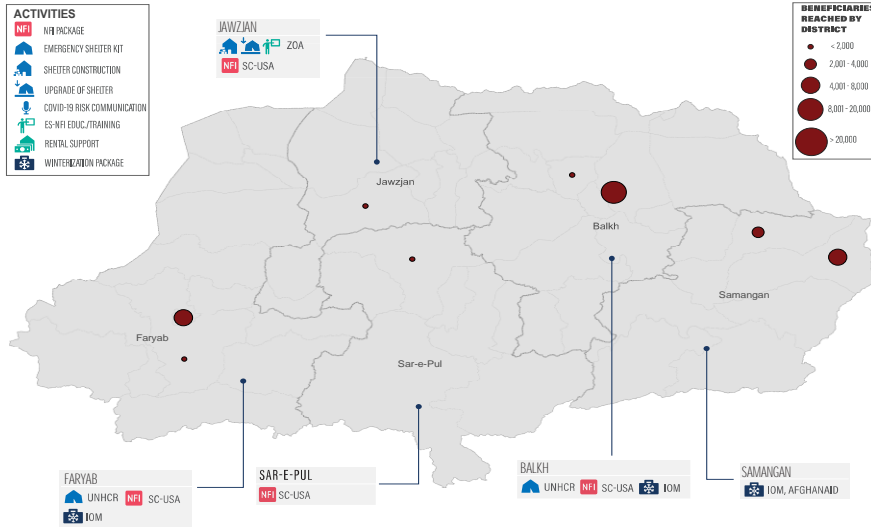 ACTIVITIES
NFI NFI PACKAGE
EMERGENCY SHELTER KIT
SHELTER CONSTRUCTION
UPGRADE OF SHELTER
COVID-19 RISK COMMUNICATION
ES-NFI EDUC./TRAINING
RENTAL SUPPORT
WINTERIZATION PACKAGE
JAWZJAN
ZOA
NFI SC-USA
BENEFICIARIES
REACHED BY
DISTRICT
< 2,000
2,001 - 4,000
4,001 - 8,000
8,001 - 20,000
> 20,000
Jawzjan
Balkh
Samangan
Faryab
Sar-e-Pul
FARYAB
UNHCR NFI SC-USA
IOM
SAR-E-PUL
NFI SC-USA
BALKH
UNHCR NFI SC-USA IOM
SAMANGAN
IOM, AFGHANAID